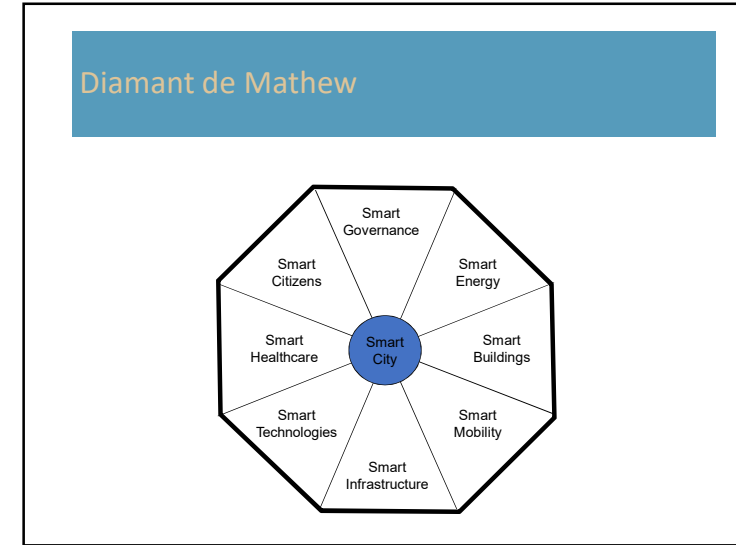 Diamant de Mathew
Smart
Governance
Smart
Citizens
Smart
Energy
Smart
Healthcare
Smart
City
Smart
Buildings
Smart
Technologies
Smart
Mobility
Smart
Infrastructure